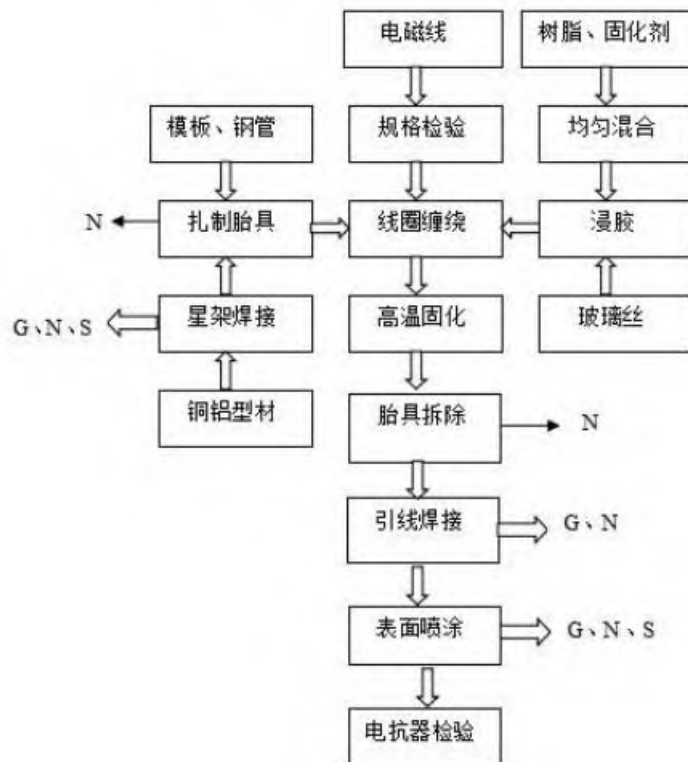 电磁线
树脂、固化剂
模板、钢管
规格检验
均匀混合
N
扎制胎具
线圈缠绕
浸胶
G、N、S
星架焊接
高温固化
玻璃丝
铜铝型材
胎具拆除
N
引线焊接
G、N
表面喷涂
G、N、S
电抗器检验